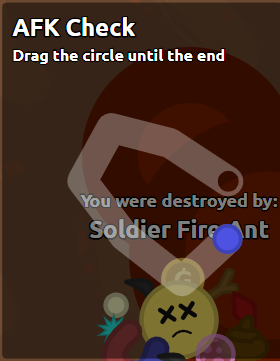 AFK Check
Drag the circle until the end
You were destroyed by:
Soldier Fire Ant